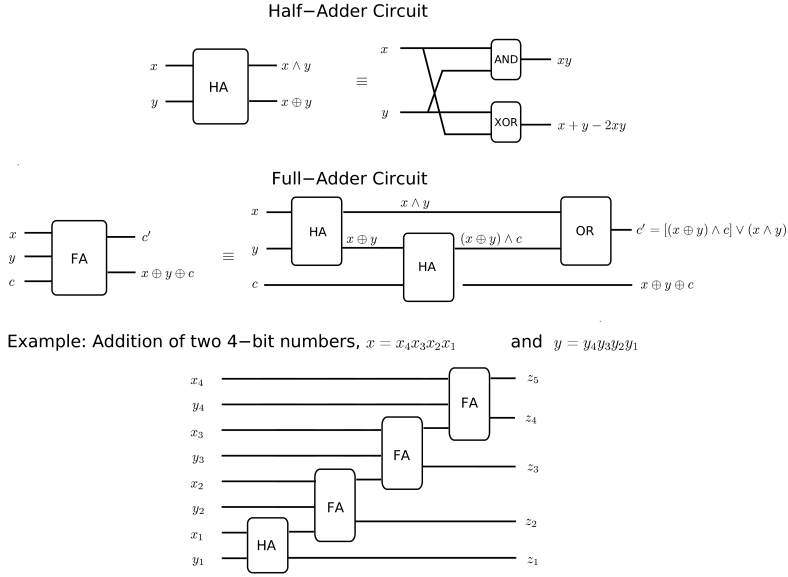 Half−Adder Circuit
x
y
HA
x ∧ y
x ⊕ y
≡
x
y
AND
XOR
xy
x + y − 2xy
Full−Adder Circuit
x
y
c
FA
c′
x ⊕ y ⊕ c
≡
x
y
c
HA
x ∧ y
x ⊕ y
HA
(x ⊕ y) ∧ c
OR
c′ = [(x ⊕ y) ∧ c] ∨ (x ∧ y)
x ⊕ y ⊕ c
Example: Addition of two 4−bit numbers, x = x₄x₃x₂x₁ and y = y₄y₃y₂y₁
x₄
y₄
x₃
y₃
x₂
y₂
x₁
y₁
HA
FA
FA
FA
z₅
z₄
z₃
z₂
z₁